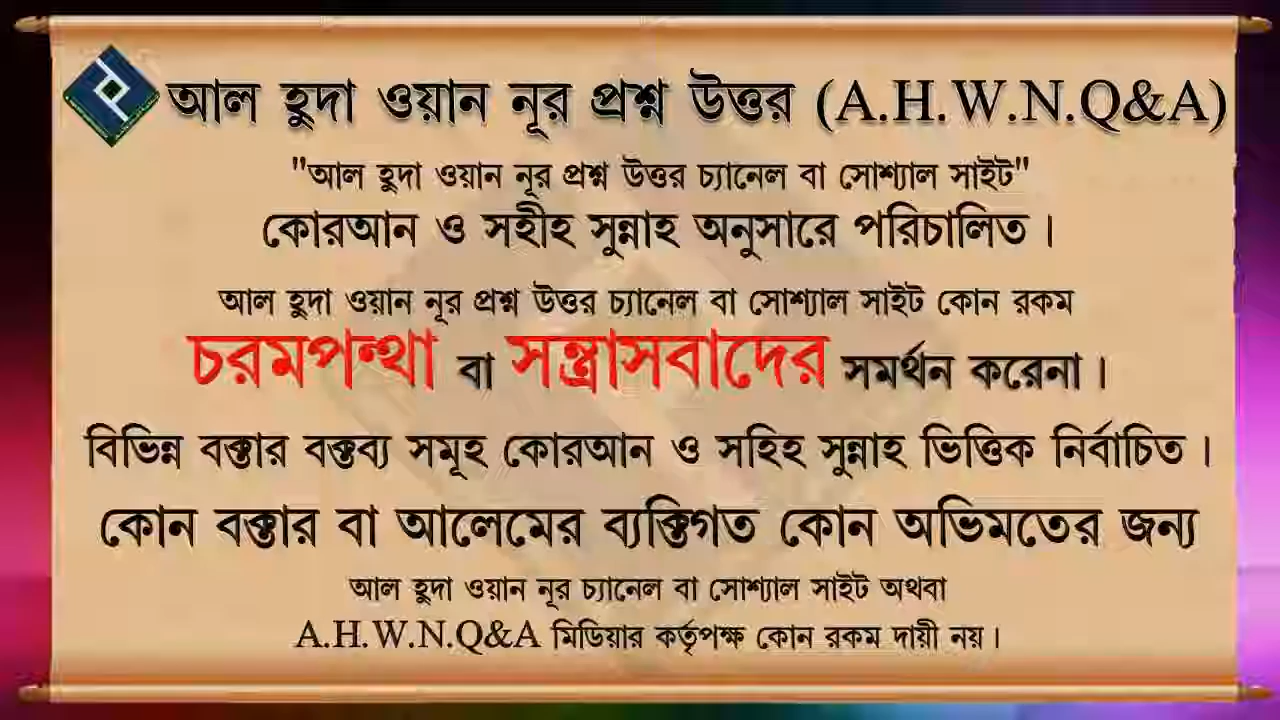 আল হুদা ওয়ান নূর প্রশ্ন উত্তর (A.H.W.N.Q&A)
"আল হুদা ওয়ান নূর প্রশ্ন উত্তর চ্যানেল বা সোশ্যাল সাইট"
কোরআন ও সহীহ সুন্নাহ অনুসারে পরিচালিত।
আল হুদা ওয়ান নূর প্রশ্ন উত্তর চ্যানেল বা সোশ্যাল সাইট কোন রকম
চরমপন্থা বা সন্ত্রাসবাদের সমর্থন করেনা।
বিভিন্ন বক্তার বক্তব্য সমূহ কোরআন ও সহিহ সুন্নাহ ভিত্তিক নির্বাচিত।
কোন বক্তার বা আলেমের ব্যক্তিগত কোন অভিমতের জন্য
আল হুদা ওয়ান নূর চ্যানেল বা সোশ্যাল সাইট অথবা
A.H.W.N.Q&A মিডিয়ার কর্তৃপক্ষ কোন রকম দায়ী নয়।